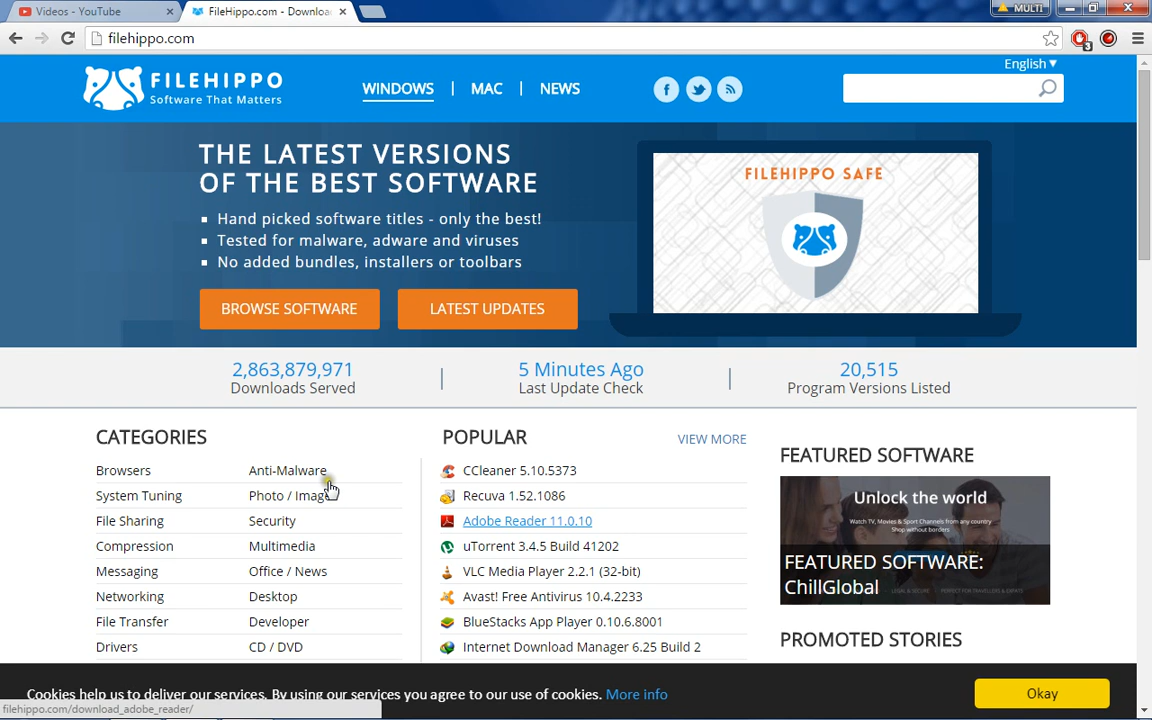 Videos - YouTube
FileHippo.com - Downloa
MULTI
filehippo.com
3
English ▾
FILEHIPPO
Software That Matters
WINDOWS | MAC | NEWS
THE LATEST VERSIONS
OF THE BEST SOFTWARE
Hand picked software titles - only the best!
Tested for malware, adware and viruses
No added bundles, installers or toolbars
BROWSE SOFTWARE
LATEST UPDATES
FILEHIPPO SAFE
2,863,879,971
Downloads Served
5 Minutes Ago
Last Update Check
20,515
Program Versions Listed
CATEGORIES
Browsers
Anti-Malware
System Tuning
Photo / Image
File Sharing
Security
Compression
Multimedia
Messaging
Office / News
Networking
Desktop
File Transfer
Developer
Drivers
CD / DVD
POPULAR
VIEW MORE
CCleaner 5.10.5373
Recuva 1.52.1086
Adobe Reader 11.0.10
uTorrent 3.4.5 Build 41202
VLC Media Player 2.2.1 (32-bit)
Avast! Free Antivirus 10.4.2233
BlueStacks App Player 0.10.6.8001
Internet Download Manager 6.25 Build 2
FEATURED SOFTWARE
Unlock the world
Watch TV, Movies & Sport Channels from any country
Shop without borders
FEATURED SOFTWARE:
ChillGlobal
PROMOTED STORIES
Cookies help us to deliver our services. By using our services you agree to our use of cookies. More info
Okay
filehippo.com/download_adobe_reader/